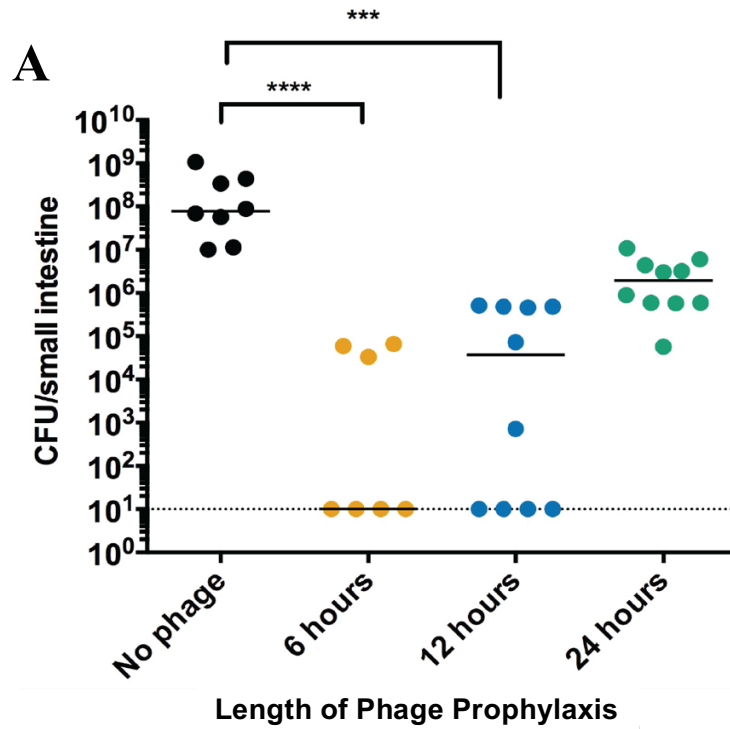 A
***
****
CFU/small intestine
10^10
10^9
10^8
10^7
10^6
10^5
10^4
10^3
10^2
10^1
10^0
No phage
6 hours
12 hours
24 hours
Length of Phage Prophylaxis